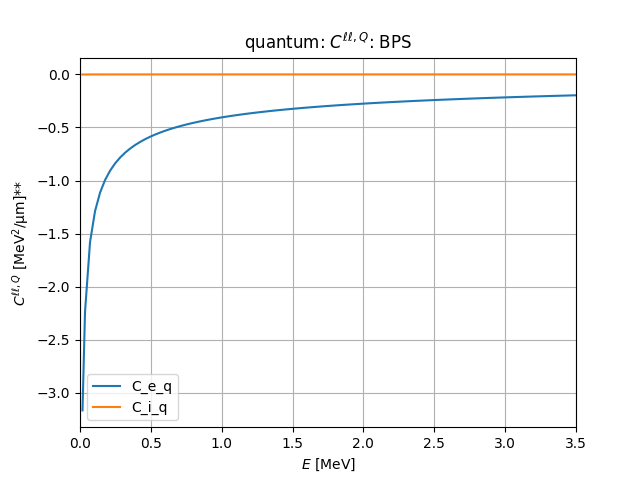 quantum: $C^{\ell\ell,Q}$: BPS
0.0
−0.5
−1.0
−1.5
−2.0
−2.5
−3.0
$C^{\ell\ell,Q}$ [MeV²/μm]**
C_e_q
C_i_q
0.0 0.5 1.0 1.5 2.0 2.5 3.0 3.5
E [MeV]